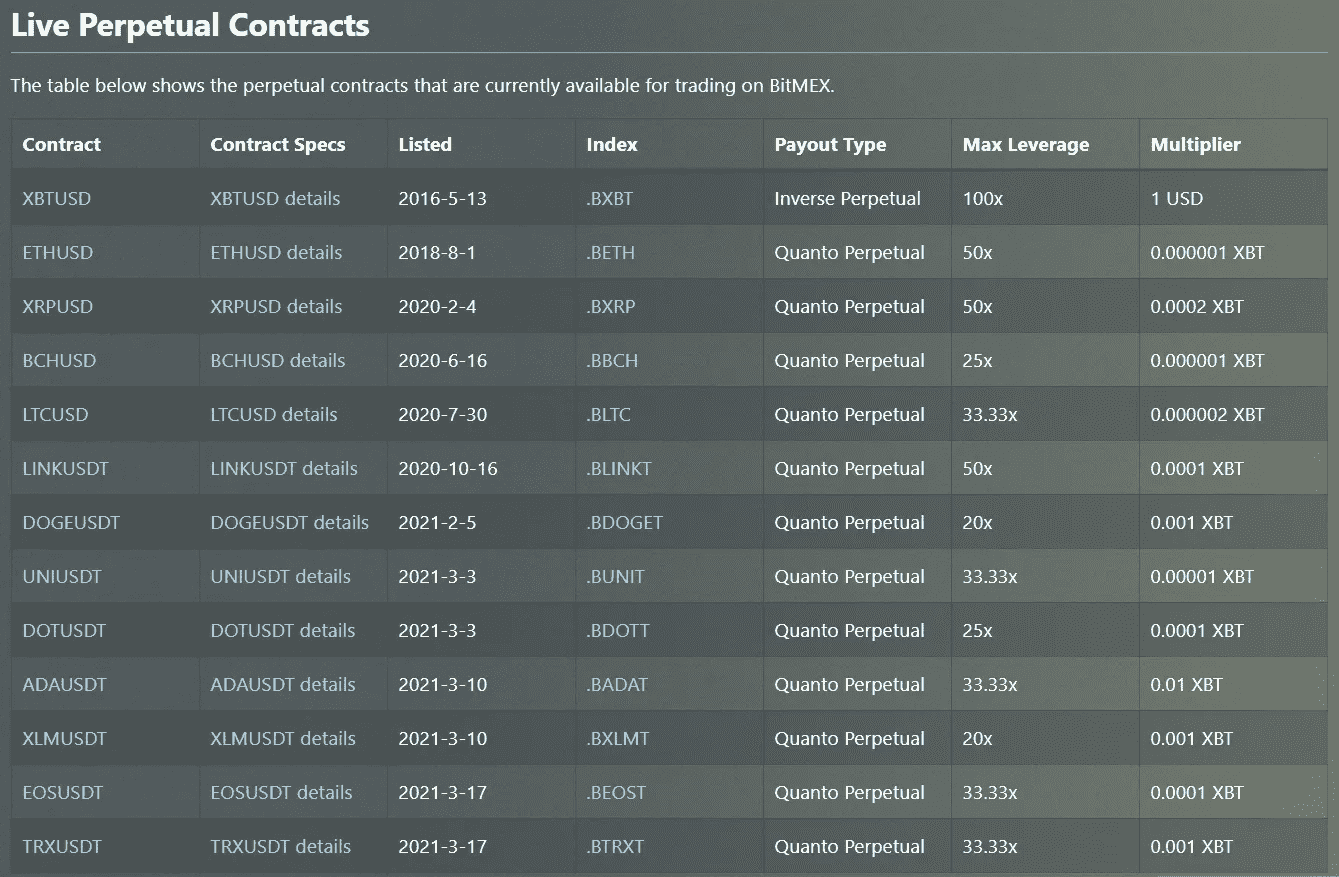 Live Perpetual Contracts
The table below shows the perpetual contracts that are currently available for trading on BitMEX.
Contract Contract Specs Listed Index Payout Type Max Leverage Multiplier
XBTUSD XBTUSD details 2016-5-13 .BXBT Inverse Perpetual 100x 1 USD
ETHUSD ETHUSD details 2018-8-1 .BETH Quanto Perpetual 50x 0.000001 XBT
XRPUSD XRPUSD details 2020-2-4 .BXRP Quanto Perpetual 50x 0.0002 XBT
BCHUSD BCHUSD details 2020-6-16 .BBCH Quanto Perpetual 25x 0.000001 XBT
LTCUSD LTCUSD details 2020-7-30 .BLTC Quanto Perpetual 33.33x 0.000002 XBT
LINKUSDT LINKUSDT details 2020-10-16 .BLINKT Quanto Perpetual 50x 0.0001 XBT
DOGEUSDT DOGEUSDT details 2021-2-5 .BDOGET Quanto Perpetual 20x 0.001 XBT
UNIUSDT UNIUSDT details 2021-3-3 .BUNIT Quanto Perpetual 33.33x 0.00001 XBT
DOTUSDT DOTUSDT details 2021-3-3 .BDOTT Quanto Perpetual 25x 0.0001 XBT
ADAUSDT ADAUSDT details 2021-3-10 .BADAT Quanto Perpetual 33.33x 0.01 XBT
XLMUSDT XLMUSDT details 2021-3-10 .BXLMT Quanto Perpetual 20x 0.001 XBT
EOSUSDT EOSUSDT details 2021-3-17 .BEOST Quanto Perpetual 33.33x 0.0001 XBT
TRXUSDT TRXUSDT details 2021-3-17 .BTRXT Quanto Perpetual 33.33x 0.001 XBT